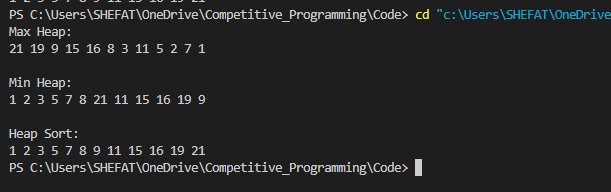 PS C:\Users\SHEFAT\OneDrive\Competitive_Programming\Code> cd "c:\Users\SHEFAT\OneDrive
Max Heap:
21 19 9 15 16 8 3 11 5 2 7 1
Min Heap:
1 2 3 5 7 8 21 11 15 16 19 9
Heap Sort:
1 2 3 5 7 8 9 11 15 16 19 21
PS C:\Users\SHEFAT\OneDrive\Competitive_Programming\Code>